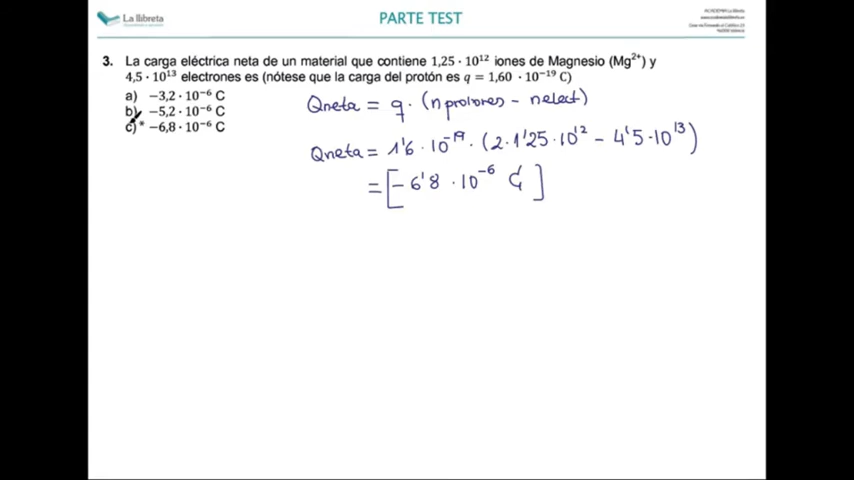 La llibreta
PARTE TEST
3. La carga eléctrica neta de un material que contiene 1,25 · 10¹² iones de Magnesio (Mg²⁺) y
4,5 · 10¹³ electrones es (nótese que la carga del protón es q = 1,60 · 10⁻¹⁹ C)
a) −3,2 · 10⁻⁶ C
b) −5,2 · 10⁻⁶ C
c) * −6,8 · 10⁻⁶ C
Qneta = q · (n protones − nelect)
Qneta = 1'6 · 10⁻¹⁹ · (2 · 1'25 · 10¹² − 4'5 · 10¹³)
= [−6'8 · 10⁻⁶ C]